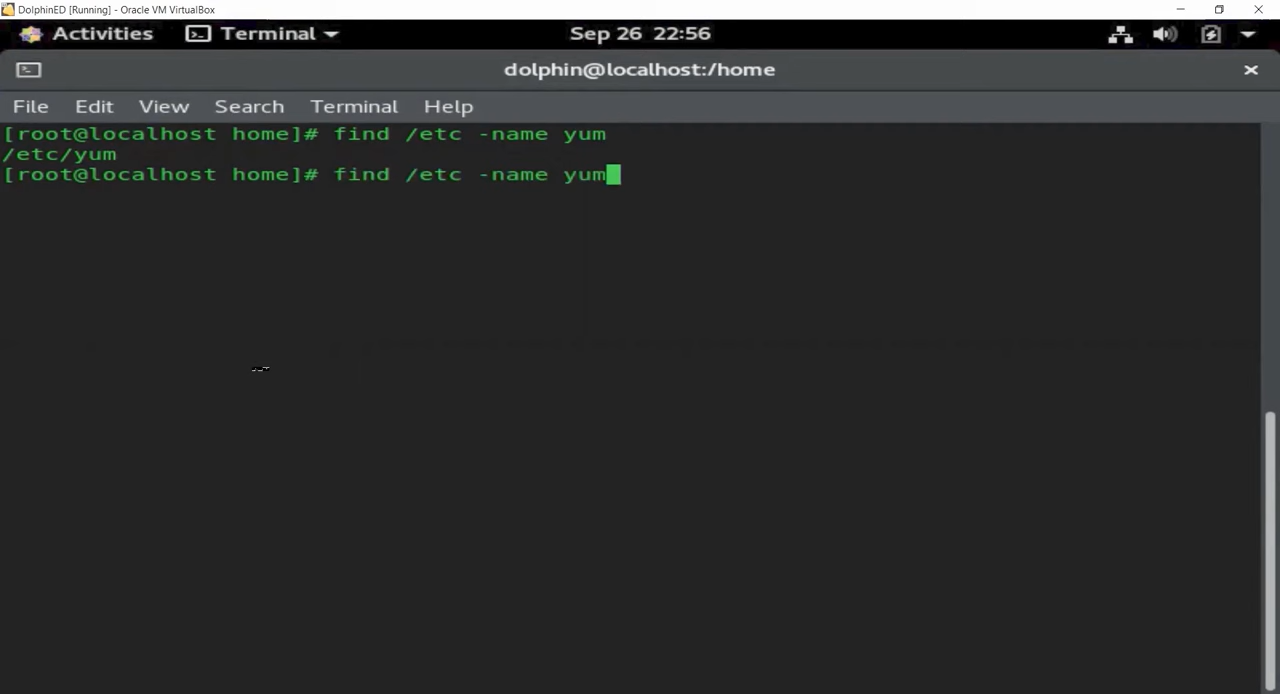 DolphinED [Running] - Oracle VM VirtualBox
Activities Terminal Sep 26 22:56
dolphin@localhost:/home
File Edit View Search Terminal Help
[root@localhost home]# find /etc -name yum
/etc/yum
[root@localhost home]# find /etc -name yum